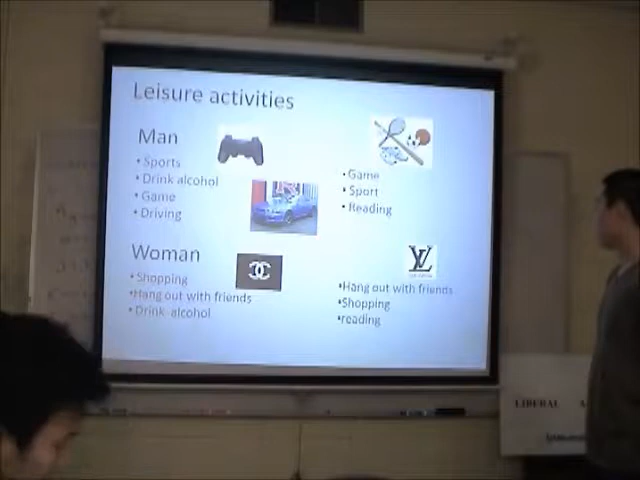 Leisure activities
Man
• Sports
• Drink alcohol
• Game
• Driving
• Game
• Sport
• Reading
Woman
• Shopping
•Hang out with friends
• Drink alcohol
LV
•Hang out with friends
•Shopping
•reading
LIBERAL A